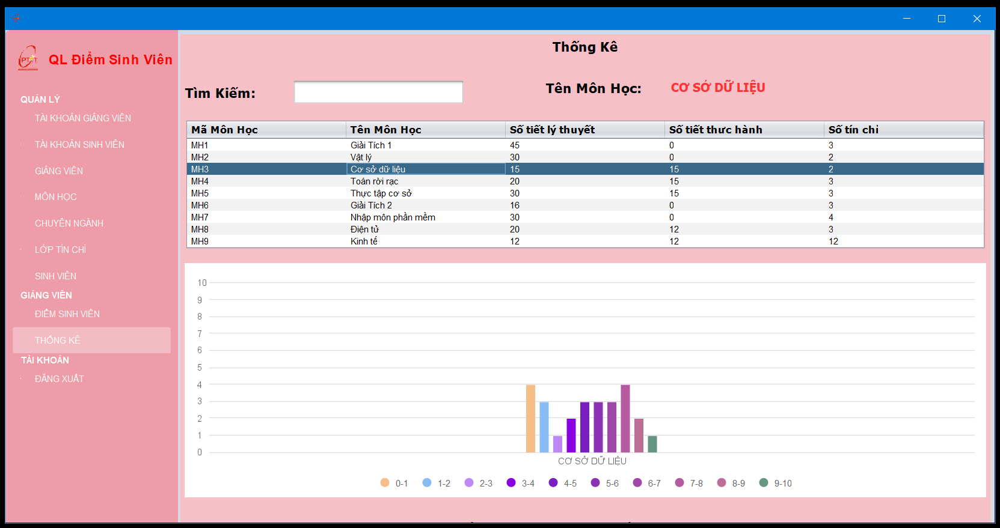 PTIT
QL Điểm Sinh Viên
QUẢN LÝ
TÀI KHOẢN GIẢNG VIÊN
TÀI KHOẢN SINH VIÊN
GIẢNG VIÊN
MÔN HỌC
CHUYÊN NGÀNH
LỚP TÍN CHỈ
SINH VIÊN
GIẢNG VIÊN
ĐIỂM SINH VIÊN
THỐNG KÊ
TÀI KHOẢN
ĐĂNG XUẤT
Thống Kê
Tìm Kiếm:
Tên Môn Học: CƠ SỞ DỮ LIỆU
Mã Môn Học Tên Môn Học Số tiết lý thuyết Số tiết thưc hành Số tín chỉ
MH1 Giải Tích 1 45 0 3
MH2 Vật lý 30 0 2
MH3 Cơ sở dữ liệu 15 15 2
MH4 Toán rời rạc 20 15 3
MH5 Thực tập cơ sở 30 15 3
MH6 Giải Tích 2 16 0 3
MH7 Nhập môn phần mềm 30 0 4
MH8 Điện tử 20 12 3
MH9 Kinh tế 12 12 12
10
9
8
7
6
5
4
3
2
1
0
CƠ SỞ DỮ LIỆU
0-1 1-2 2-3 3-4 4-5 5-6 6-7 7-8 8-9 9-10